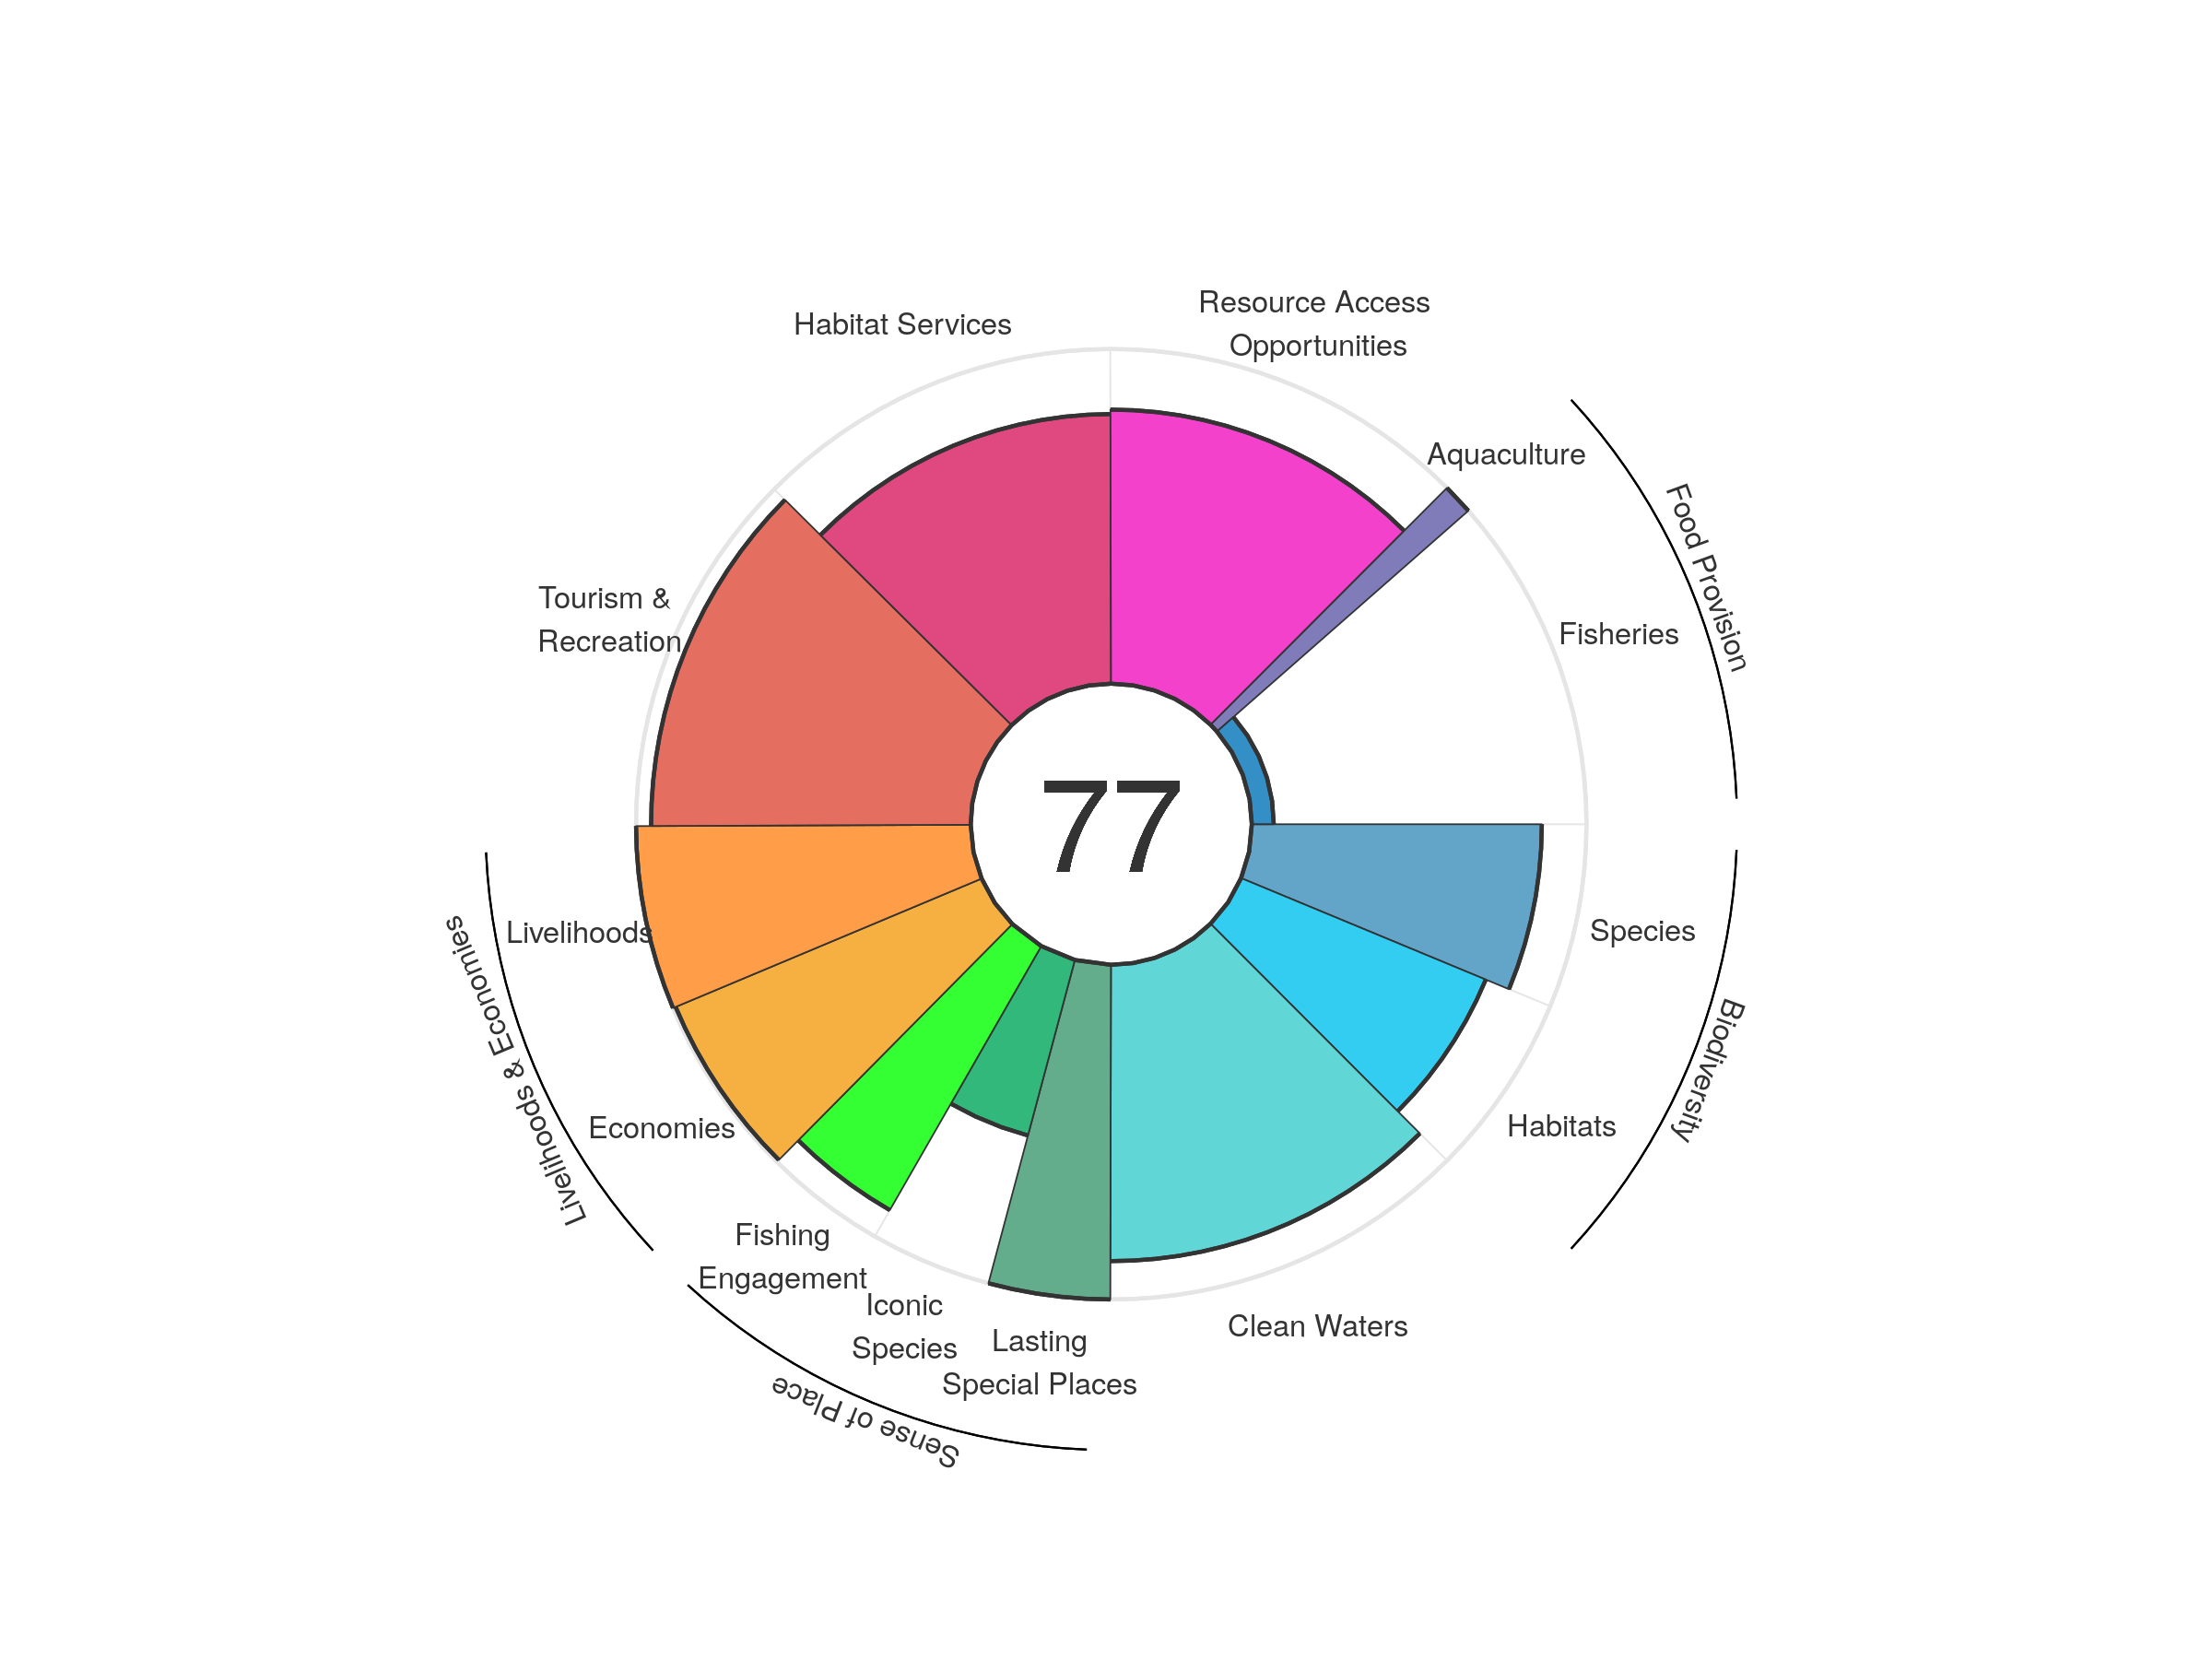 Resource Access
Opportunities
Habitat Services
Aquaculture
Food Provision
Fisheries
Tourism &
Recreation
77
Livelihoods
Species
Livelihoods & Economies
Biodiversity
Economies
Habitats
Fishing
Engagement
Iconic
Species
Lasting
Special Places
Clean Waters
Sense of Place